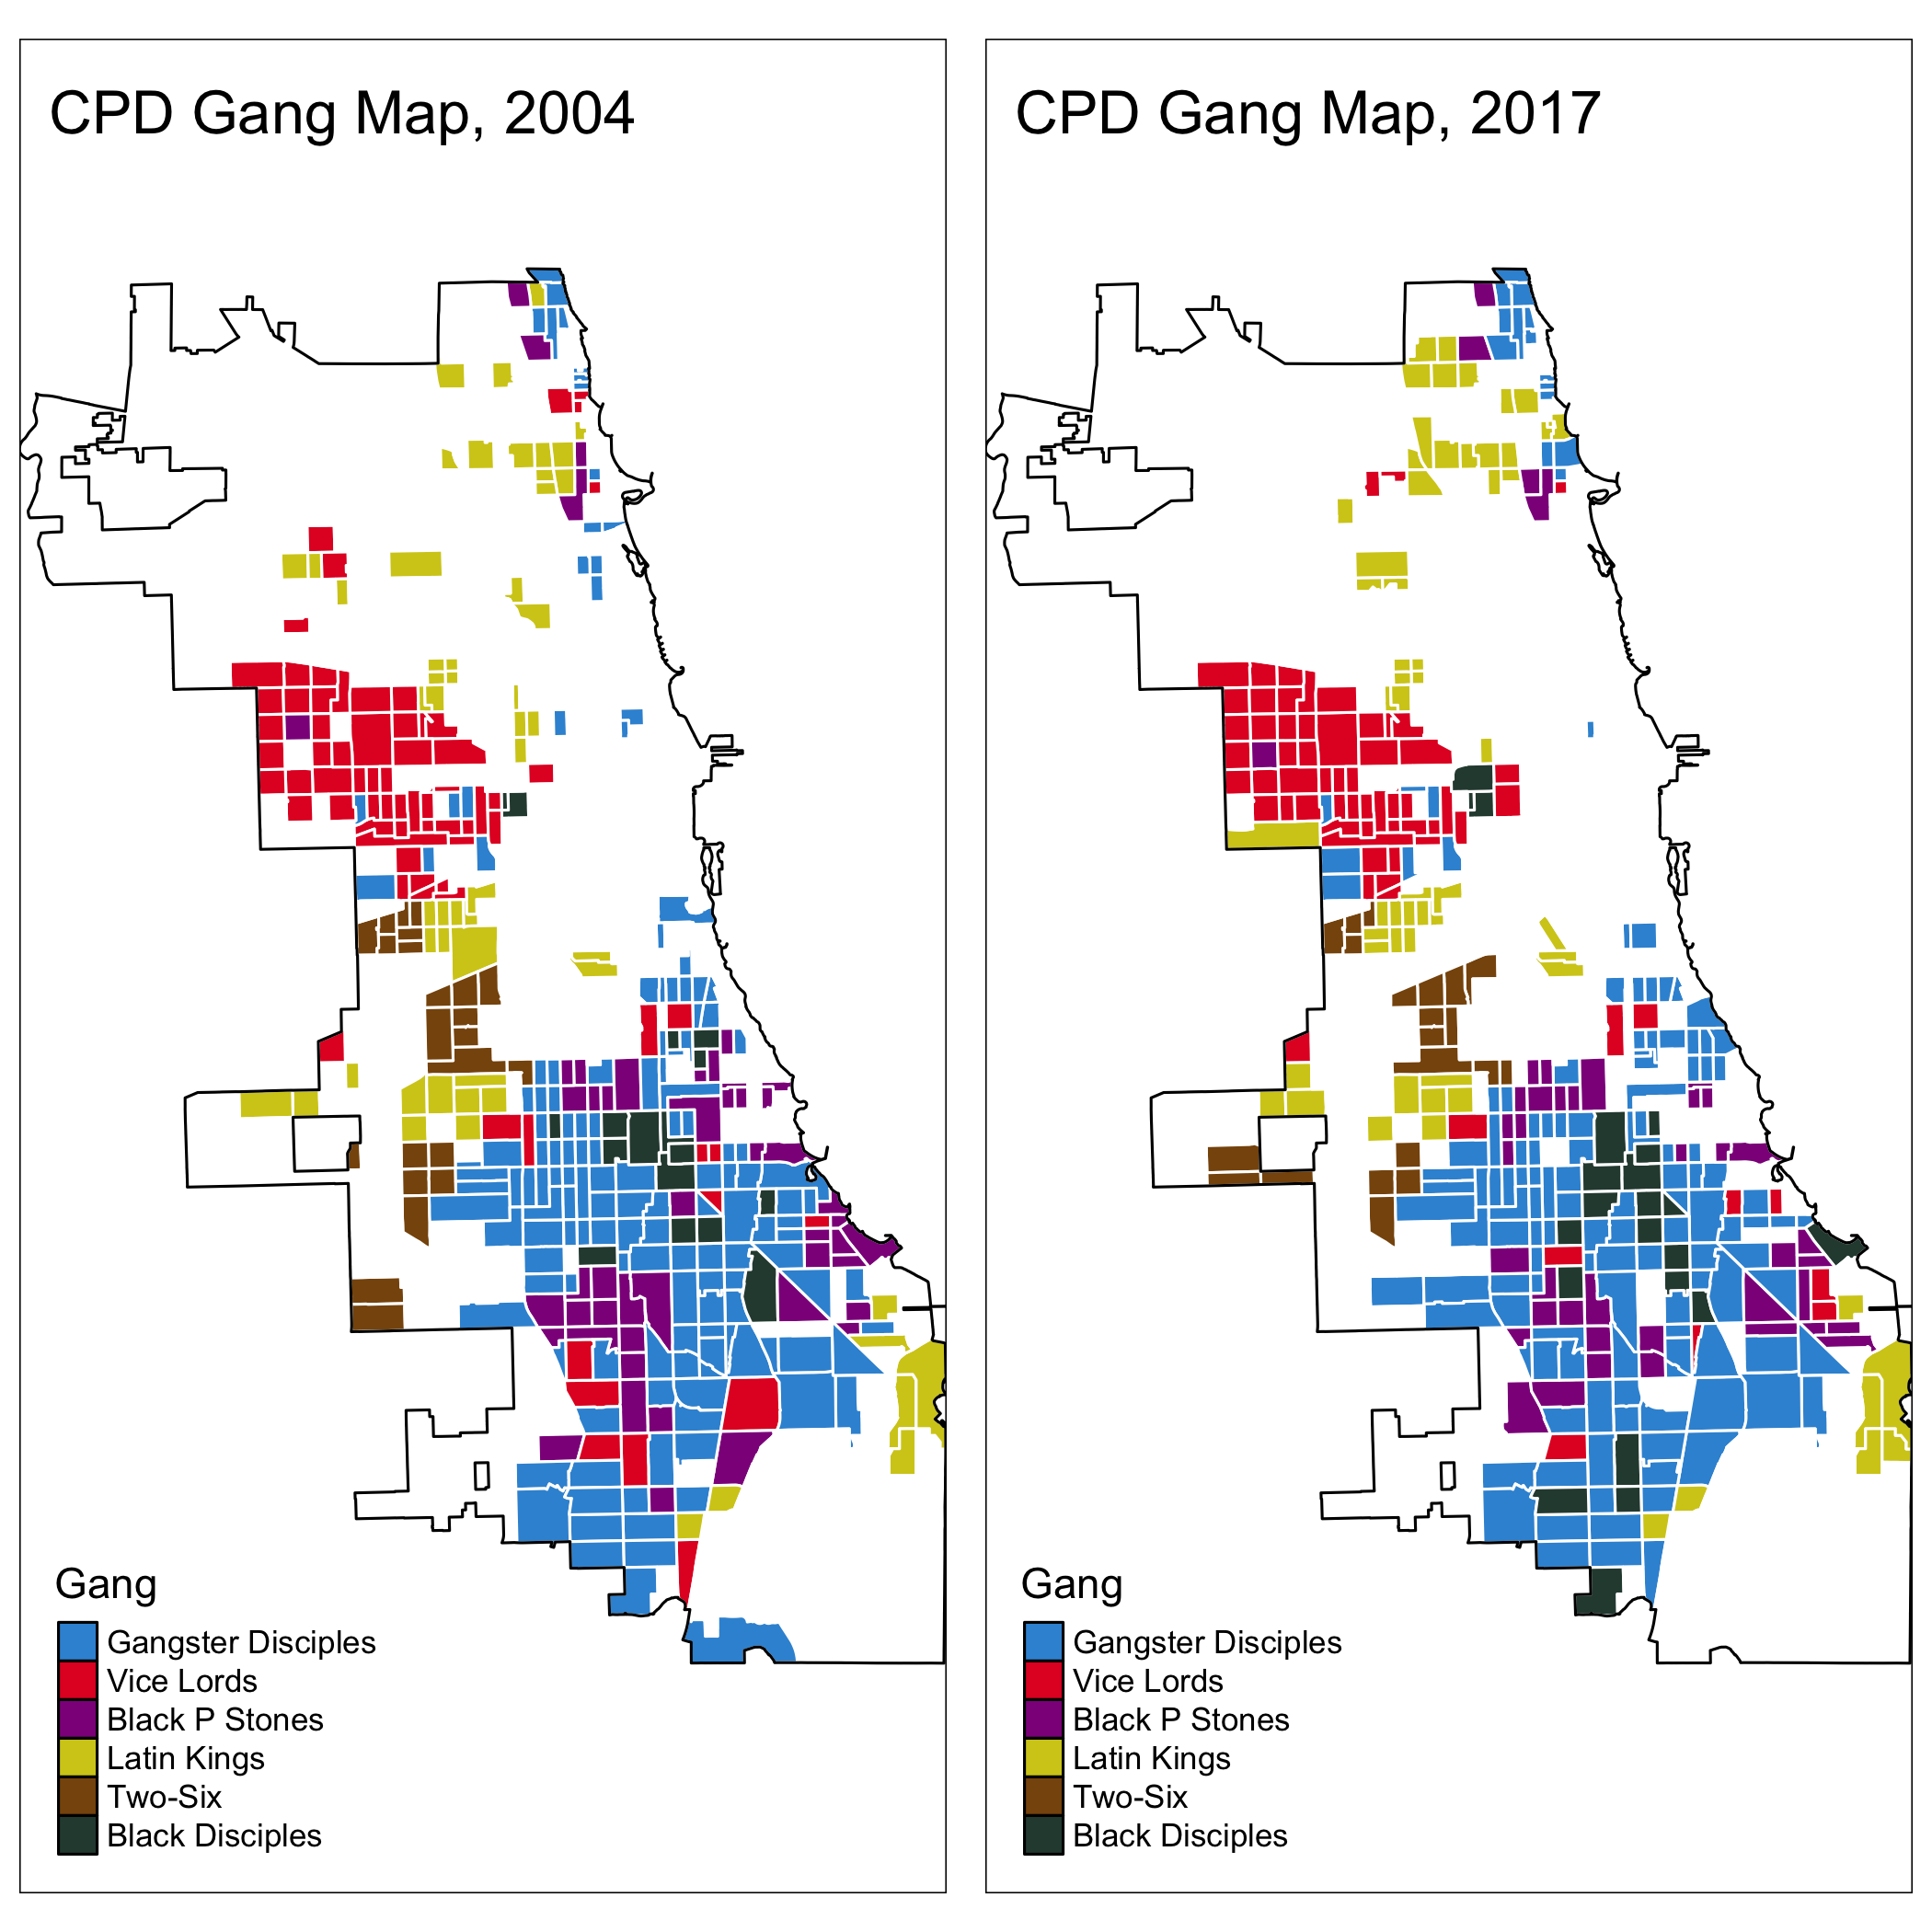 CPD Gang Map, 2004
Gang
Gangster Disciples
Vice Lords
Black P Stones
Latin Kings
Two-Six
Black Disciples
CPD Gang Map, 2017
Gang
Gangster Disciples
Vice Lords
Black P Stones
Latin Kings
Two-Six
Black Disciples